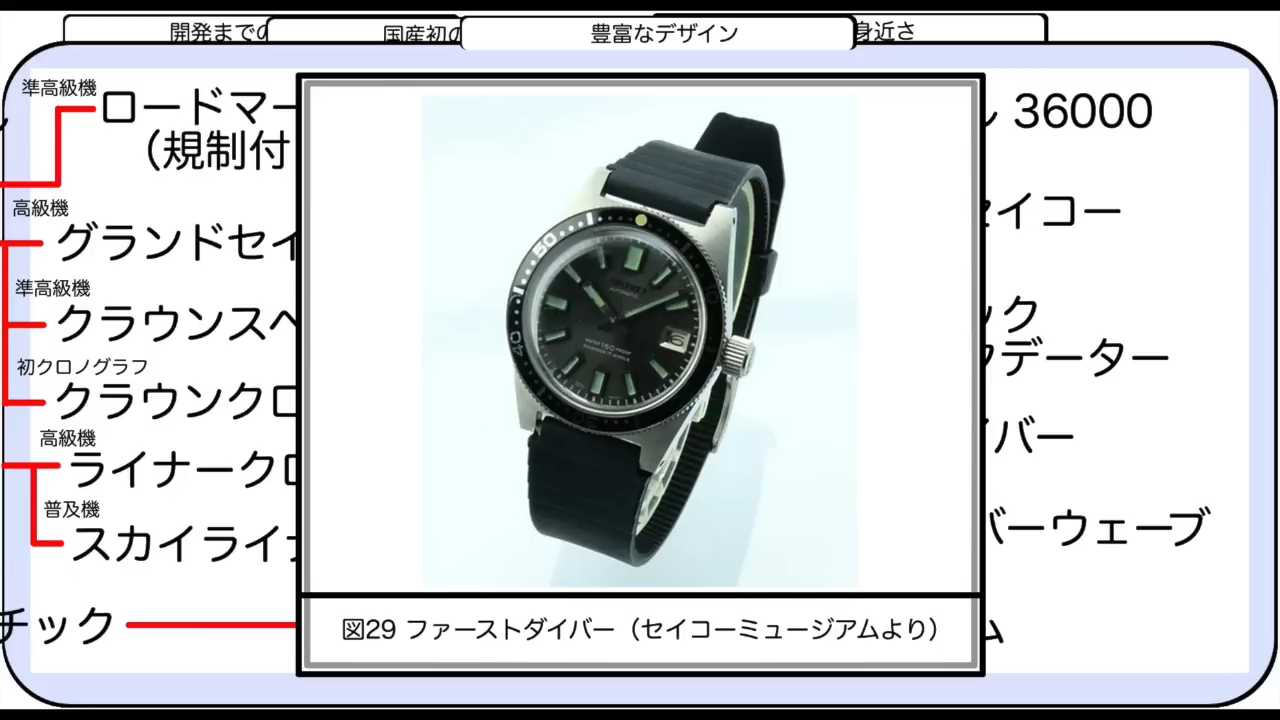 開発までの
国産初の
豊富なデザイン
身近さ
準高級機
ロードマー
（規制付
高級機
グランドセイ
準高級機
クラウンスペ
初クロノグラフ
クラウンクロ
高級機
ライナークロ
普及機
スカイライナ
チック
ル 36000
セイコー
ック
クデーター
イバー
バーウェーブ
ム
50
40
AUTOMATIC
WATER 150 PROOF
6
図29 ファーストダイバー（セイコーミュージアムより）